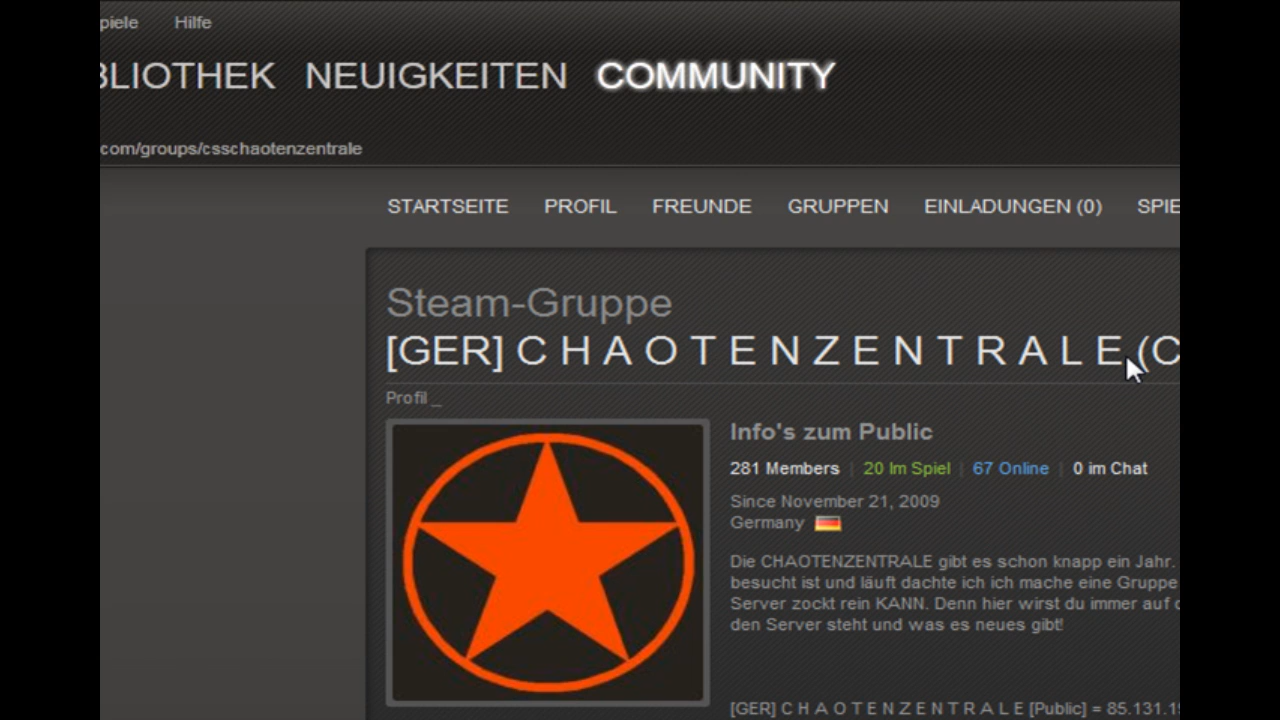 piele Hilfe
BLIOTHEK NEUIGKEITEN COMMUNITY
com/groups/csschaotenzentrale
STARTSEITE PROFIL FREUNDE GRUPPEN EINLADUNGEN (0) SPIE
Steam-Gruppe
[GER] C H A O T E N Z E N T R A L E (C
Profil _
Info's zum Public
281 Members | 20 Im Spiel | 67 Online | 0 im Chat
Since November 21, 2009
Germany
Die CHAOTENZENTRALE gibt es schon knapp ein Jahr.
besucht ist und läuft dachte ich ich mache eine Gruppe
Server zockt rein KANN. Denn hier wirst du immer auf d
den Server steht und was es neues gibt!
[GER] C H A O T E N Z E N T R A L E [Public] = 85.131.15